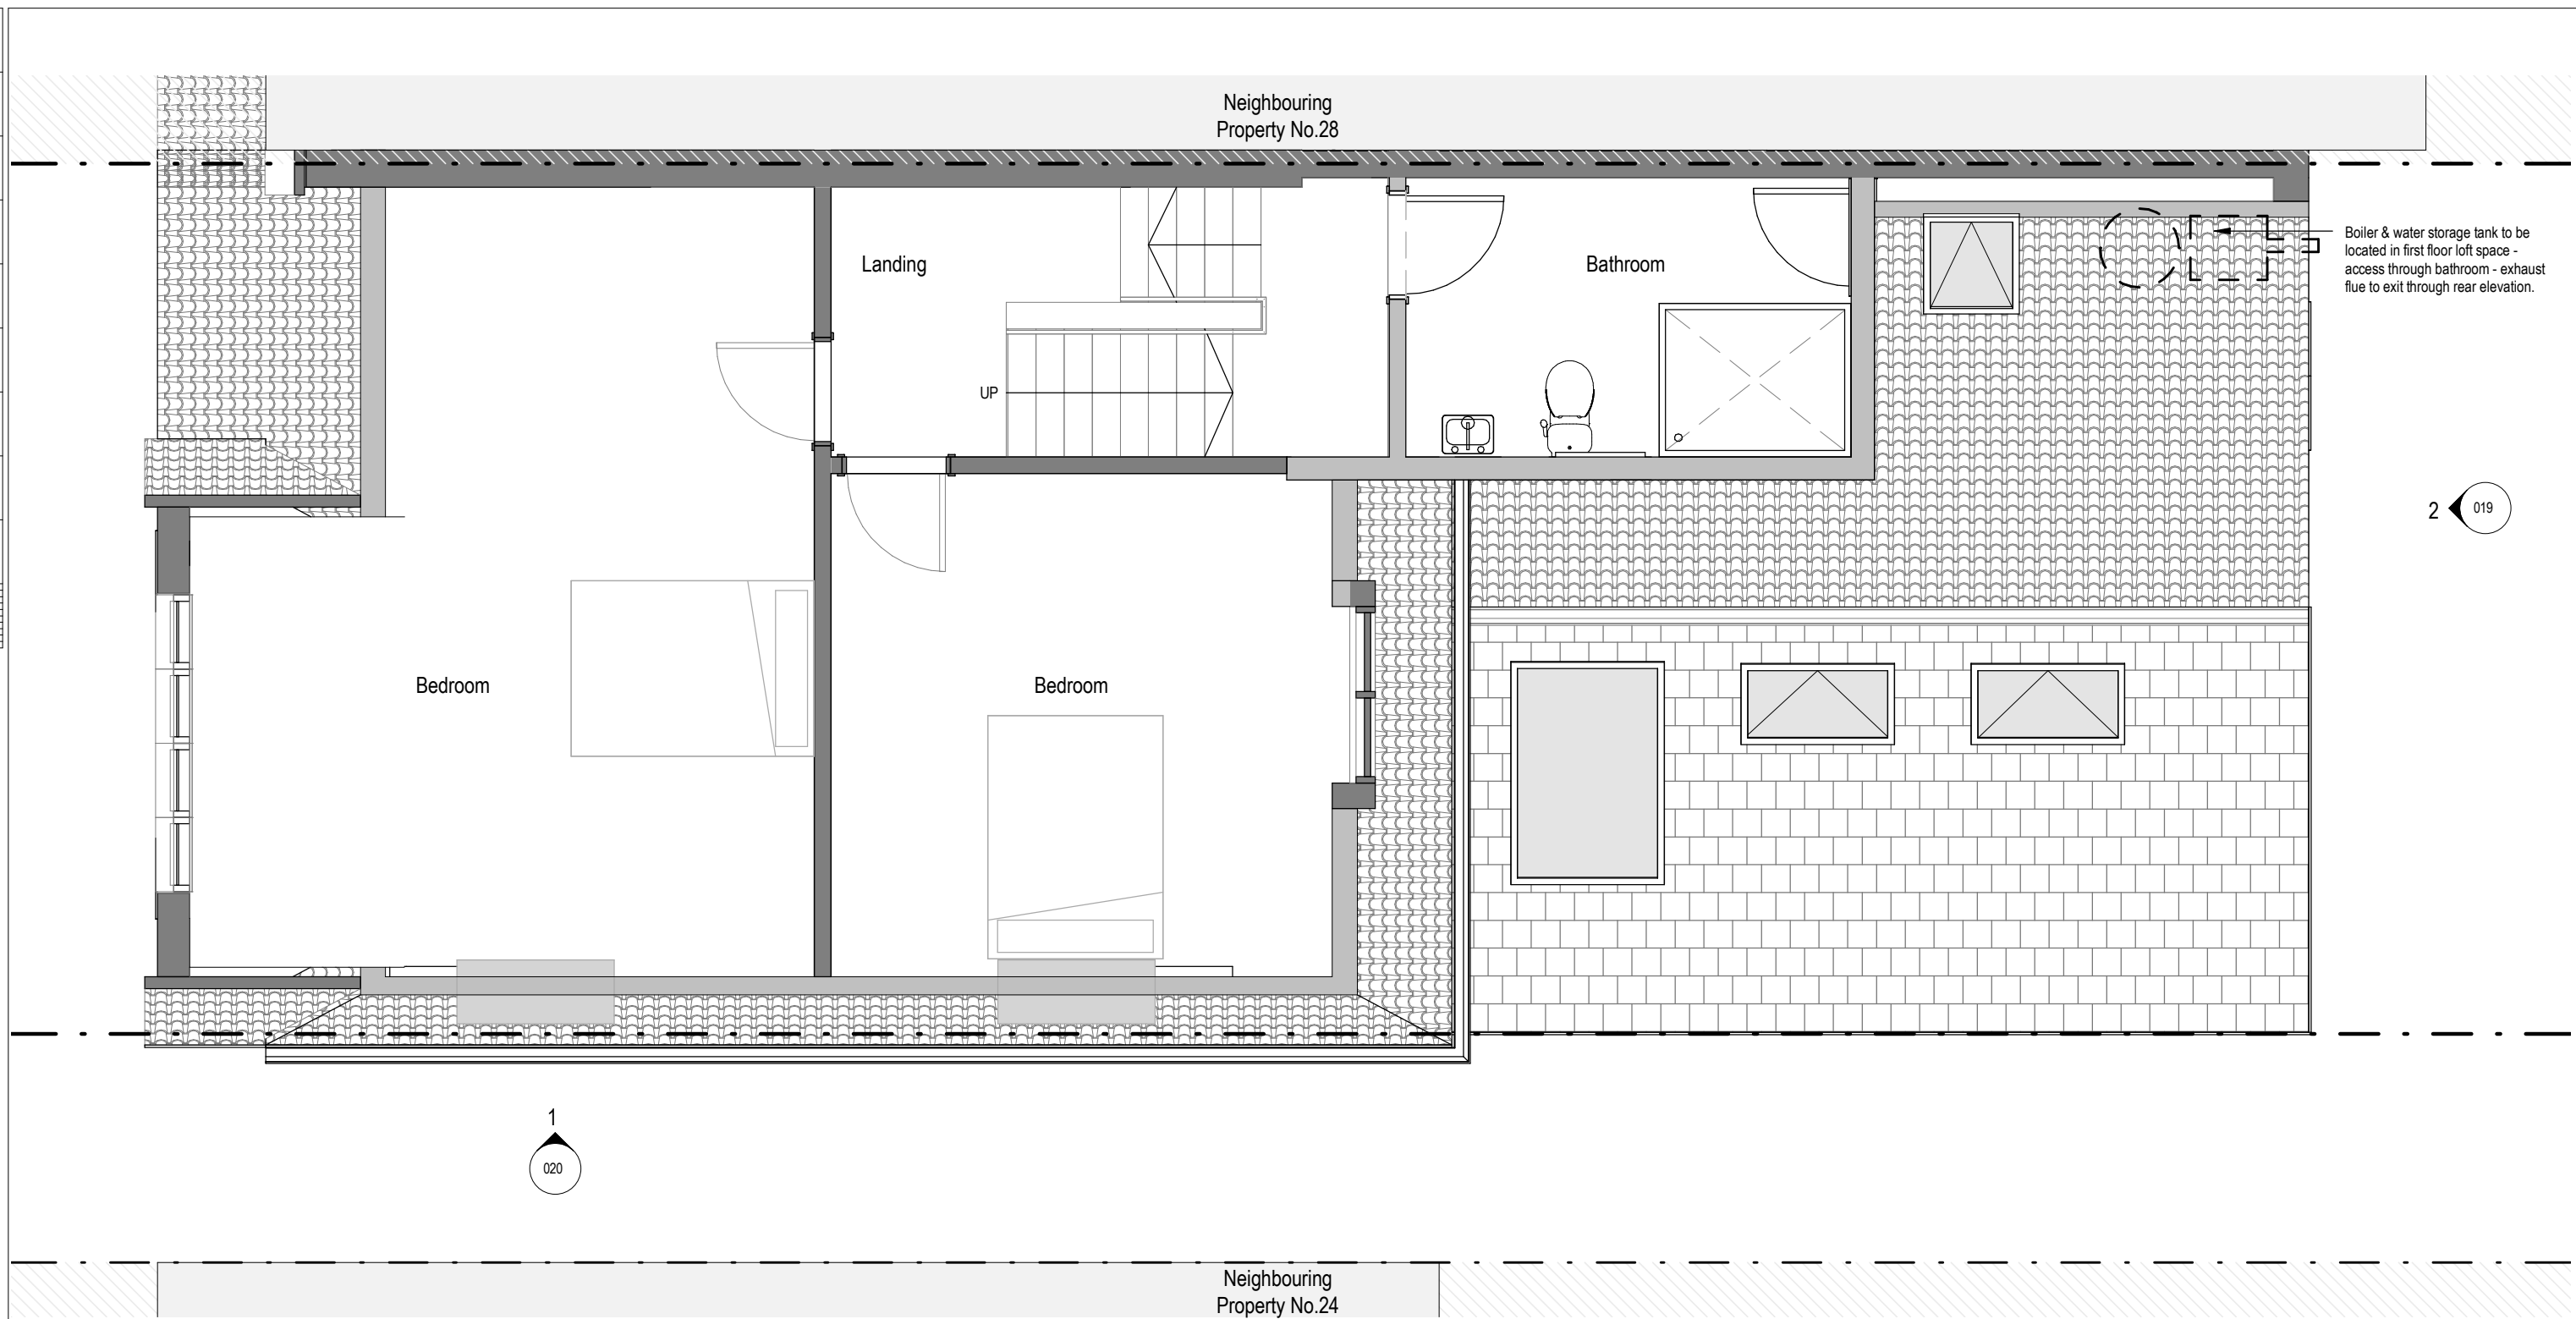 Neighbouring
Property No.28
Landing
Bathroom
Boiler & water storage tank to be
located in first floor loft space -
access through bathroom - exhaust
flue to exit through rear elevation.
UP
2
019
Bedroom
Bedroom
1
020
Neighbouring
Property No.24